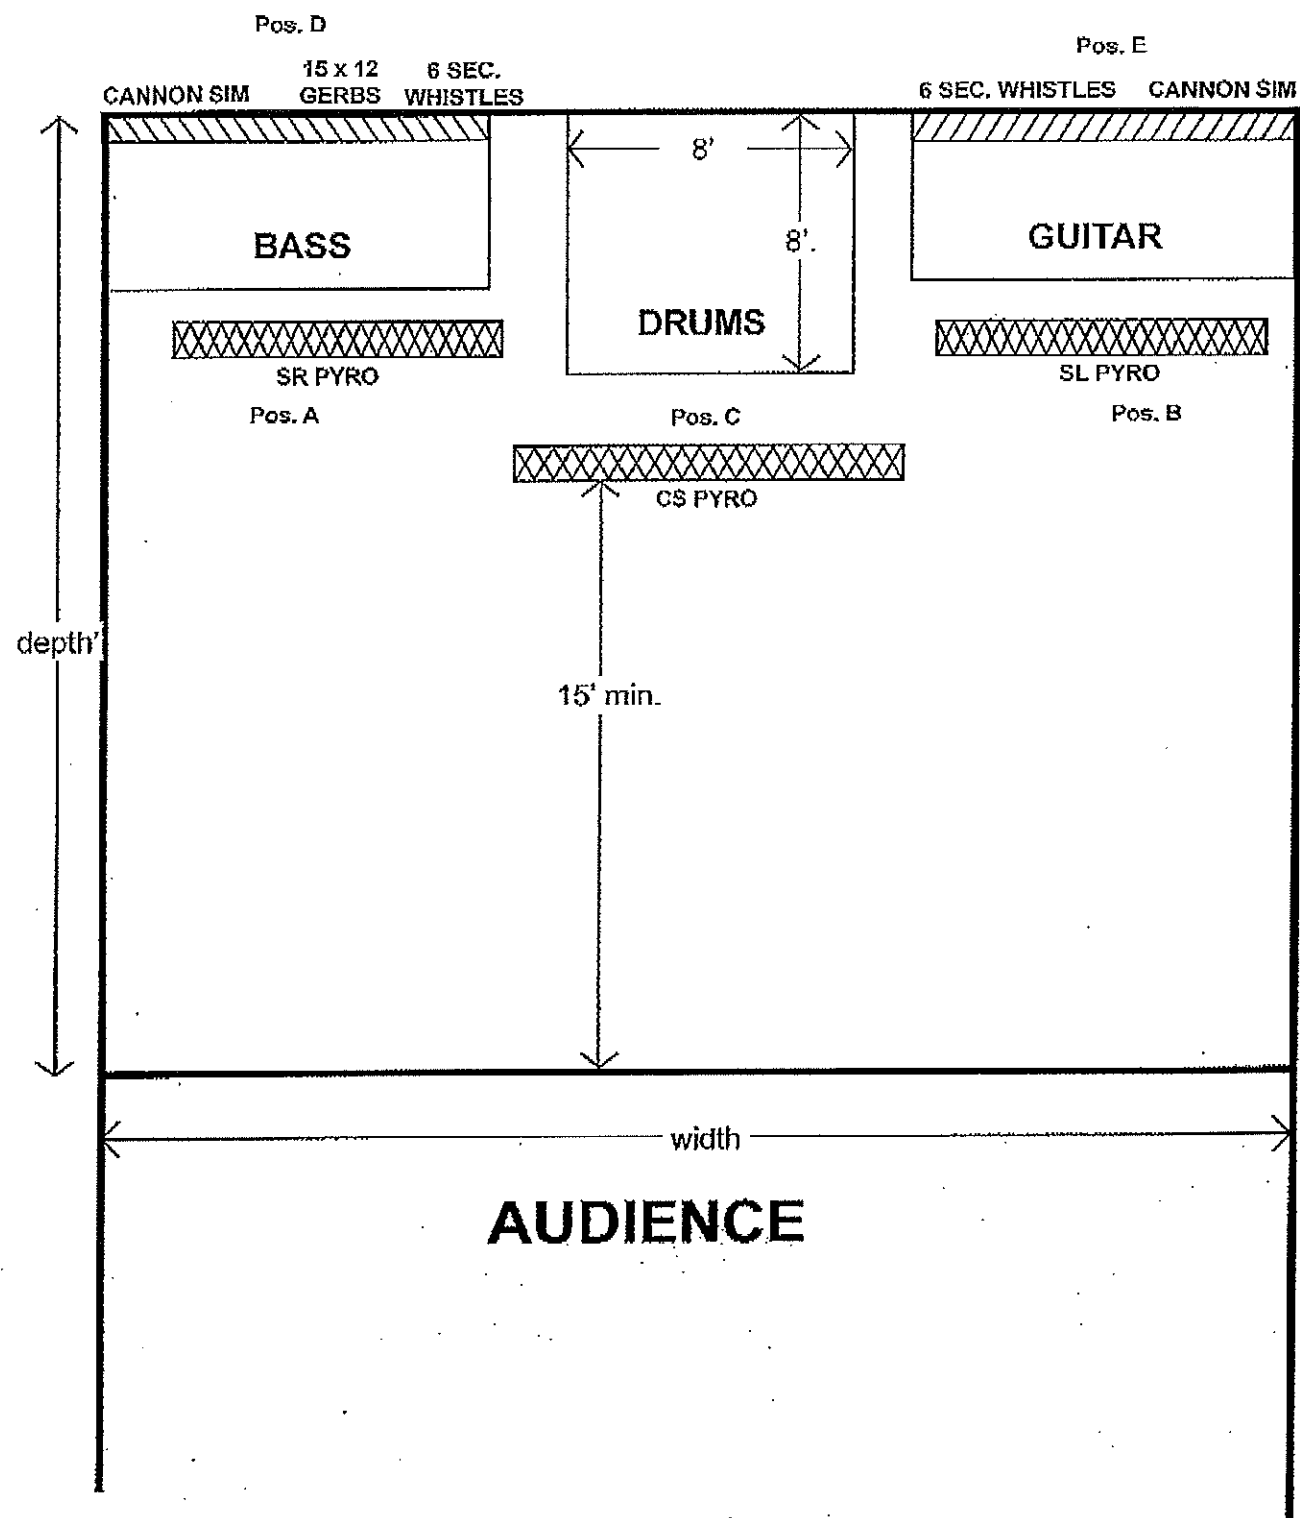 Pos. D
Pos. E
CANNON SIM
15 x 12
GERBS
6 SEC.
WHISTLES
6 SEC. WHISTLES
CANNON SIM
8'
8'.
BASS
DRUMS
GUITAR
SR PYRO
SL PYRO
Pos. A
Pos. C
Pos. B
CS PYRO
depth'
15' min.
width
AUDIENCE